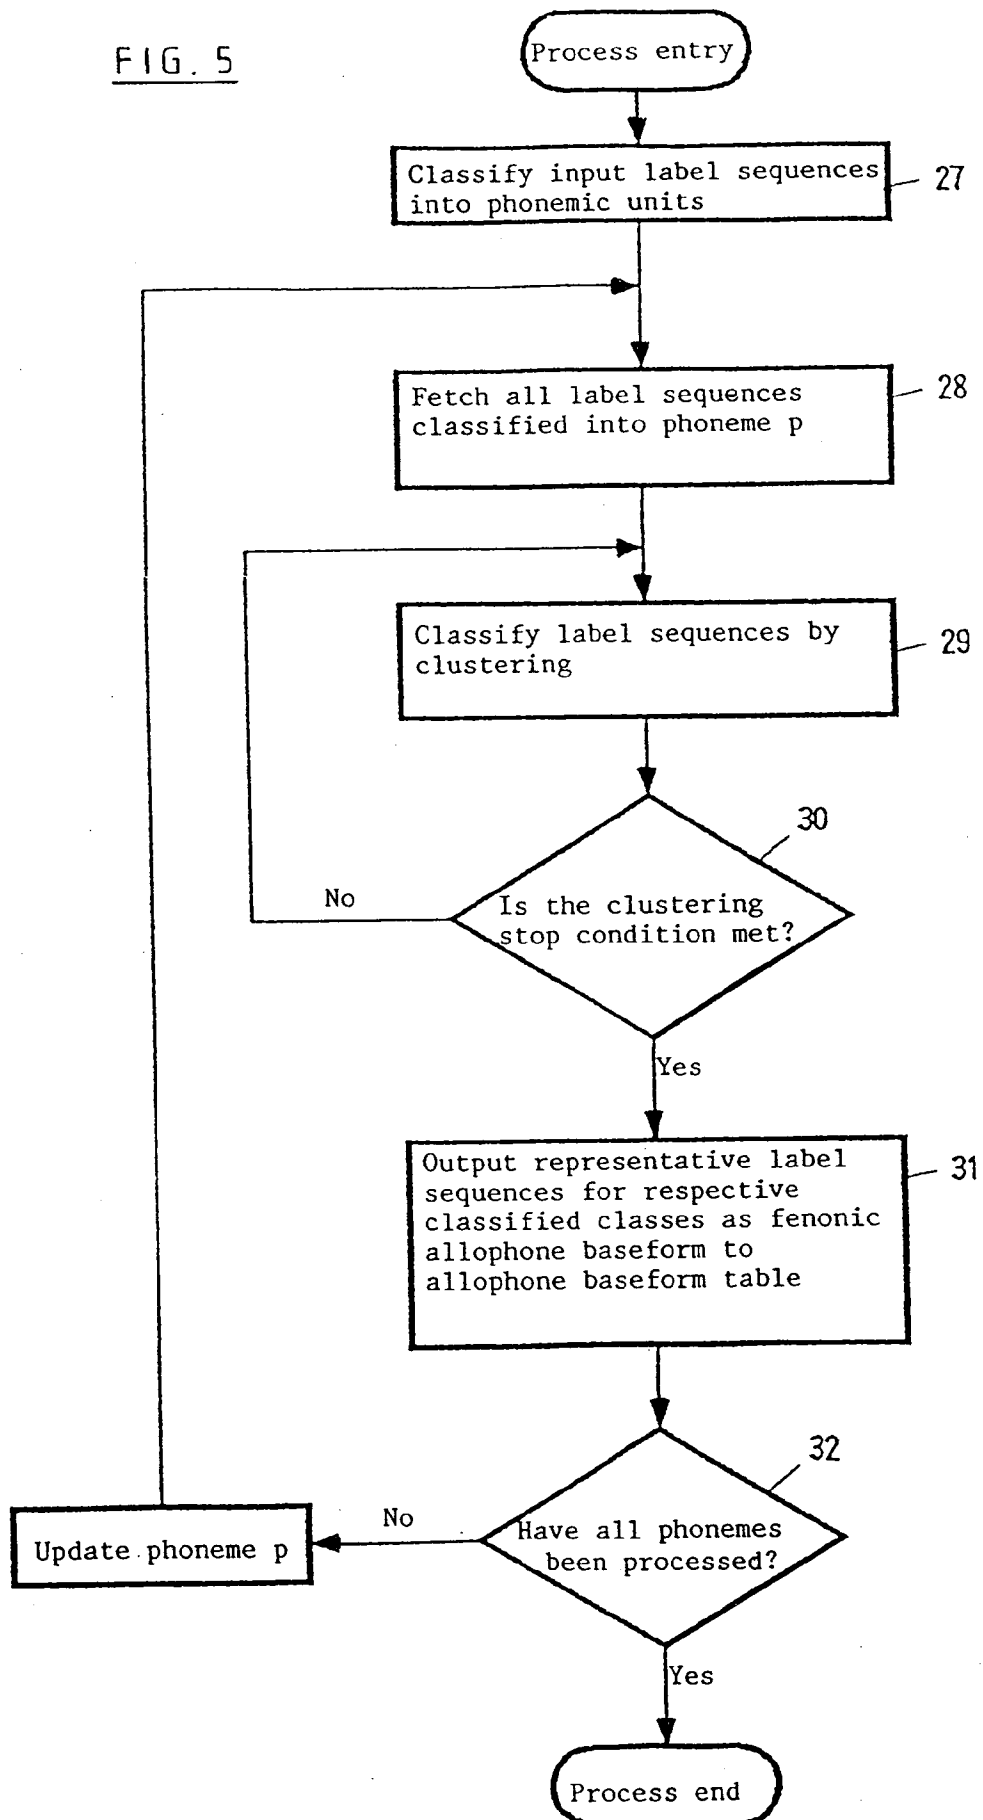 FIG. 5
Process entry
Classify input label sequences
into phonemic units
27
Fetch all label sequences
classified into phoneme p
28
Classify label sequences by
clustering
29
30
Is the clustering
stop condition met?
No
Yes
Output representative label
sequences for respective
classified classes as fenonic
allophone baseform to
allophone baseform table
31
32
Have all phonemes
been processed?
No
Update phoneme p
Yes
Process end